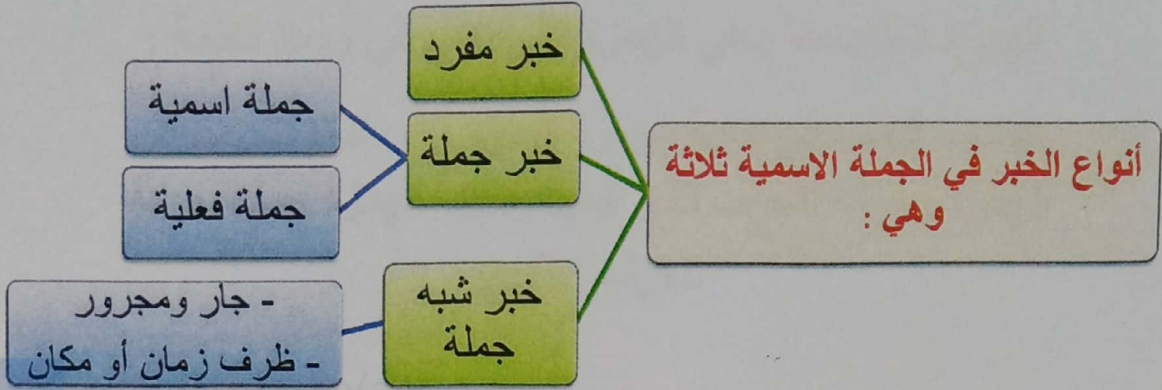 أنواع الخبر في الجملة الاسمية ثلاثة
وهي :
خبر مفرد
خبر جملة
جملة اسمية
جملة فعلية
خبر شبه
جملة
- جار ومجرور
- ظرف زمان أو مكان